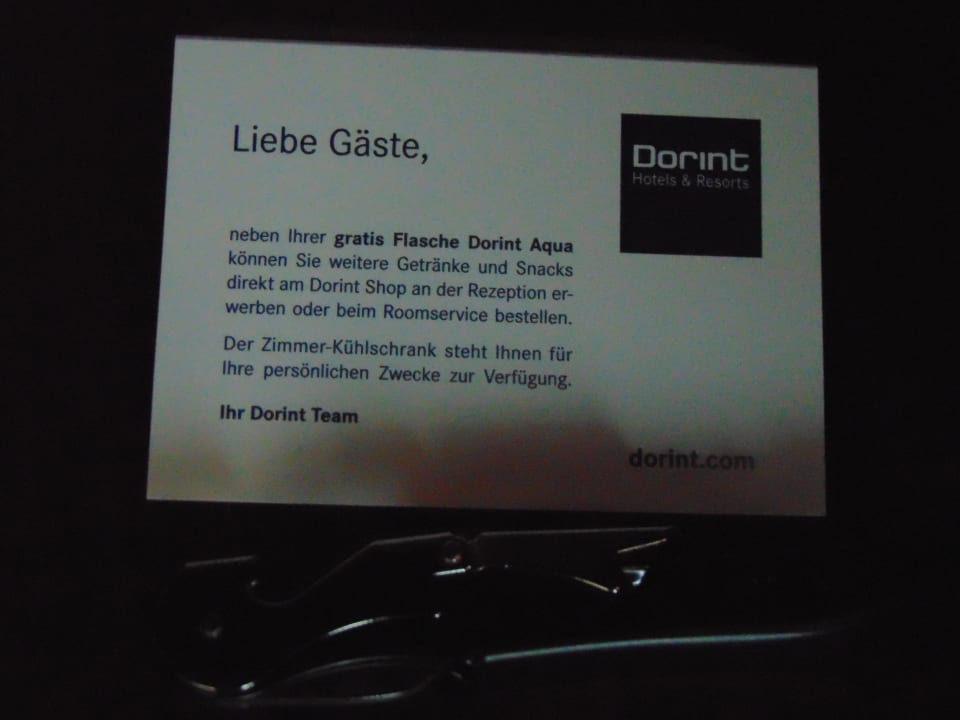 Liebe Gäste,
Dorint
Hotels & Resorts
neben Ihrer gratis Flasche Dorint Aqua
können Sie weitere Getränke und Snacks
direkt am Dorint Shop an der Rezeption er-
werben oder beim Roomservice bestellen.
Der Zimmer-Kühlschrank steht Ihnen für
Ihre persönlichen Zwecke zur Verfügung.
Ihr Dorint Team
dorint.com